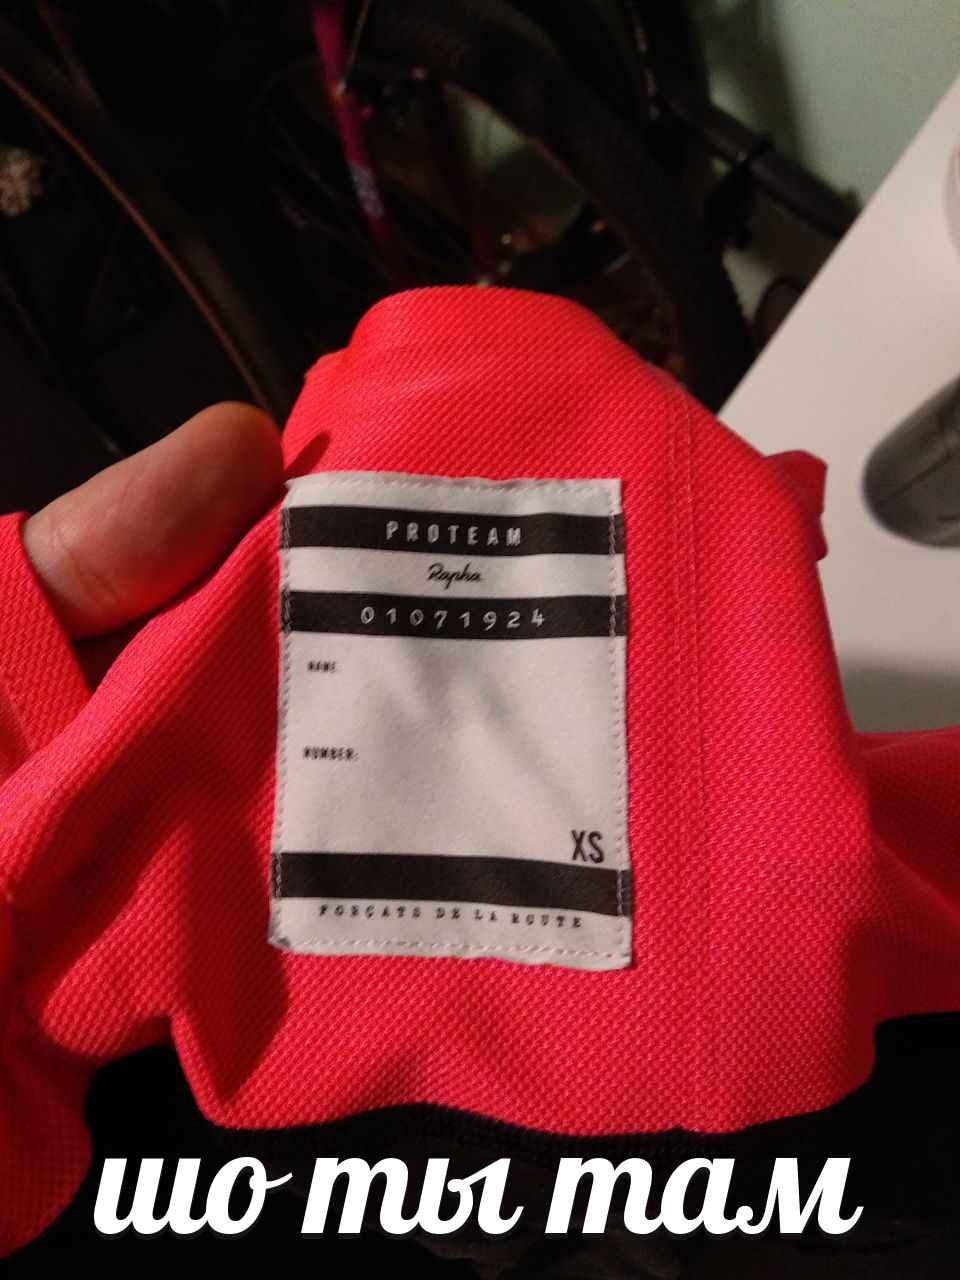 PROTEAM
Rapha
01071924
NAME:
NUMBER:
XS
FORÇATS DE LA ROUTE
шо ты там